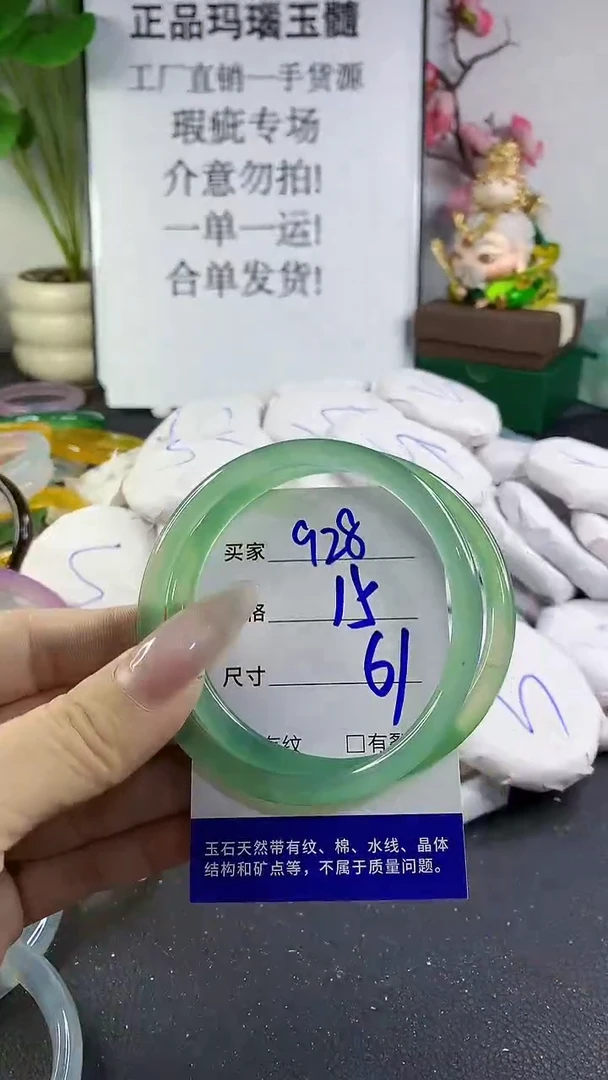 正品玛瑙玉髓
工厂直销一手货源
瑕疵专场
介意勿拍!
一单一运!
合单发货!
买家 928
格 15
尺寸 61
有纹 □有裂
玉石天然带有纹、棉、水线、晶体
结构和矿点等，不属于质量问题。